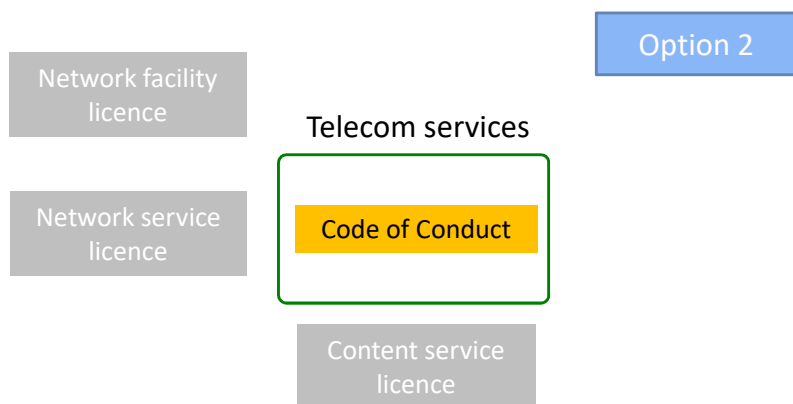 Option 2
Network facility
licence
Telecom services
Network service
licence
Code of Conduct
Content service
licence